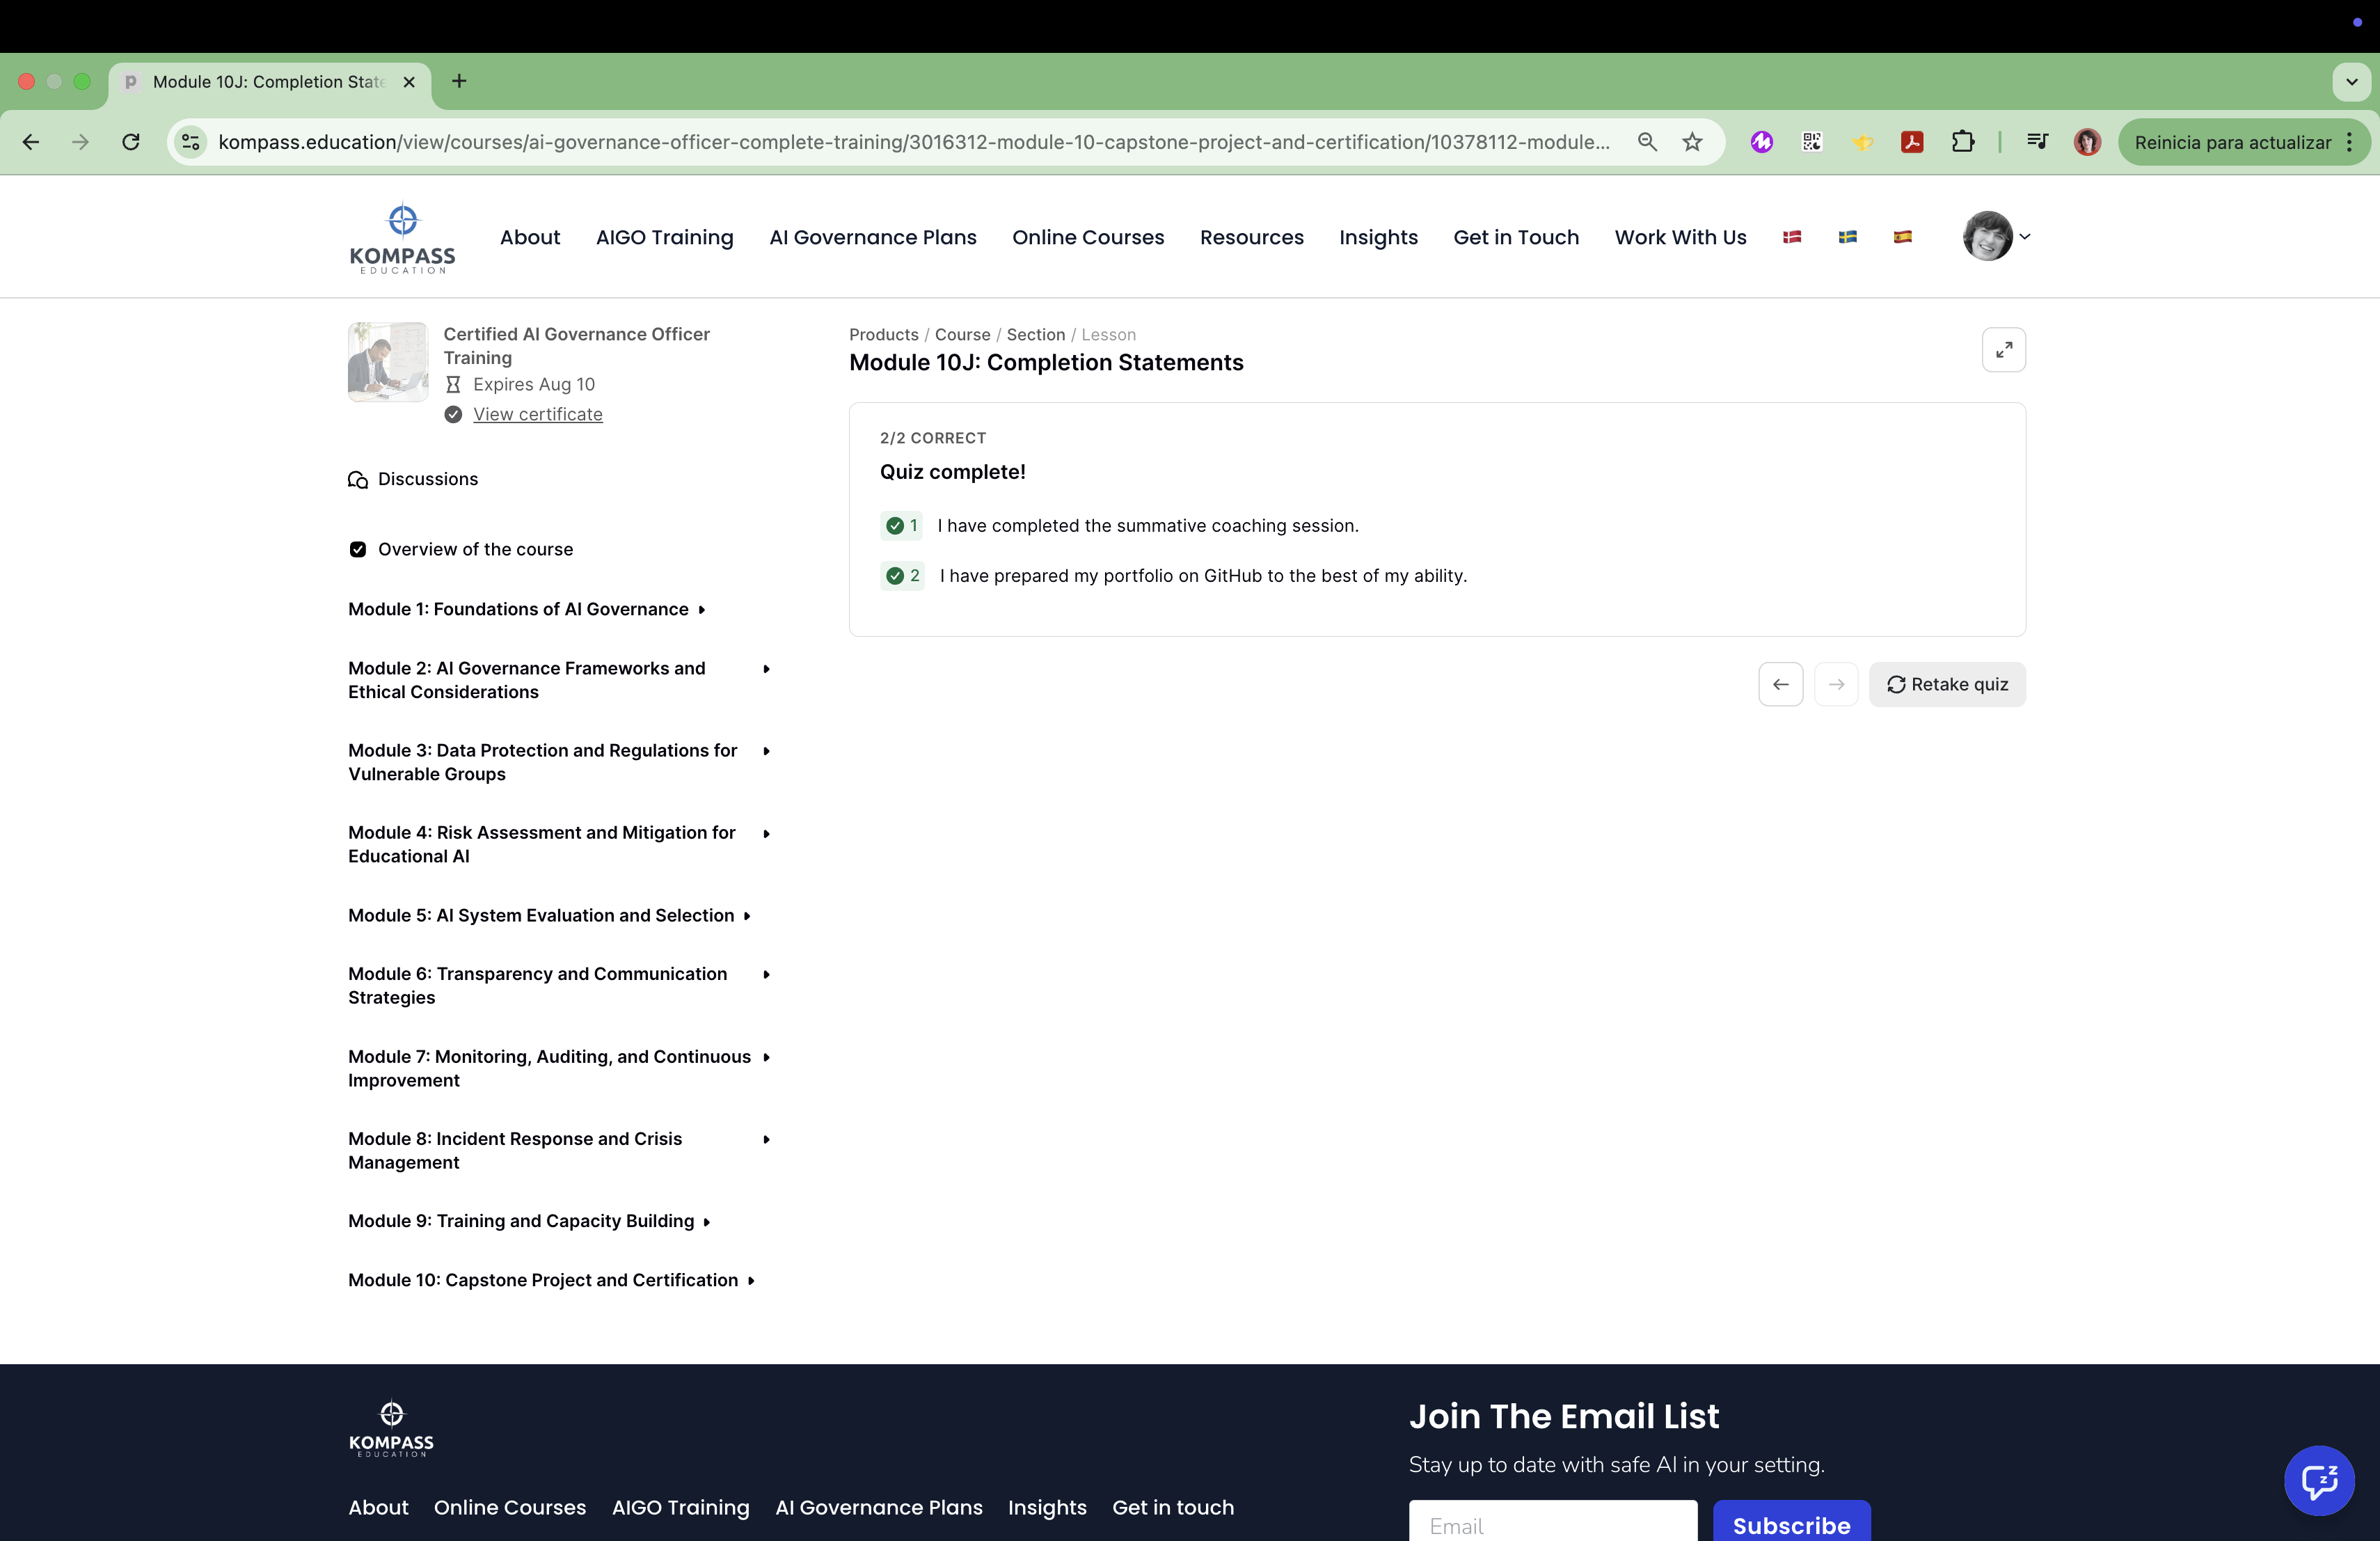 Module 10J: Completion State
kompass.education/view/courses/ai-governance-officer-complete-training/3016312-module-10-capstone-project-and-certification/10378112-module...
Reinicia para actualizar
KOMPASS
EDUCATION
About
AIGO Training
AI Governance Plans
Online Courses
Resources
Insights
Get in Touch
Work With Us
Certified AI Governance Officer
Training
Expires Aug 10
View certificate
Discussions
Overview of the course
Module 1: Foundations of AI Governance
Module 2: AI Governance Frameworks and
Ethical Considerations
Module 3: Data Protection and Regulations for
Vulnerable Groups
Module 4: Risk Assessment and Mitigation for
Educational AI
Module 5: AI System Evaluation and Selection
Module 6: Transparency and Communication
Strategies
Module 7: Monitoring, Auditing, and Continuous
Improvement
Module 8: Incident Response and Crisis
Management
Module 9: Training and Capacity Building
Module 10: Capstone Project and Certification
Products / Course / Section / Lesson
Module 10J: Completion Statements
2/2 CORRECT
Quiz complete!
1 I have completed the summative coaching session.
2 I have prepared my portfolio on GitHub to the best of my ability.
Retake quiz
KOMPASS
EDUCATION
About
Online Courses
AIGO Training
AI Governance Plans
Insights
Get in touch
Join The Email List
Stay up to date with safe AI in your setting.
Email
Subscribe